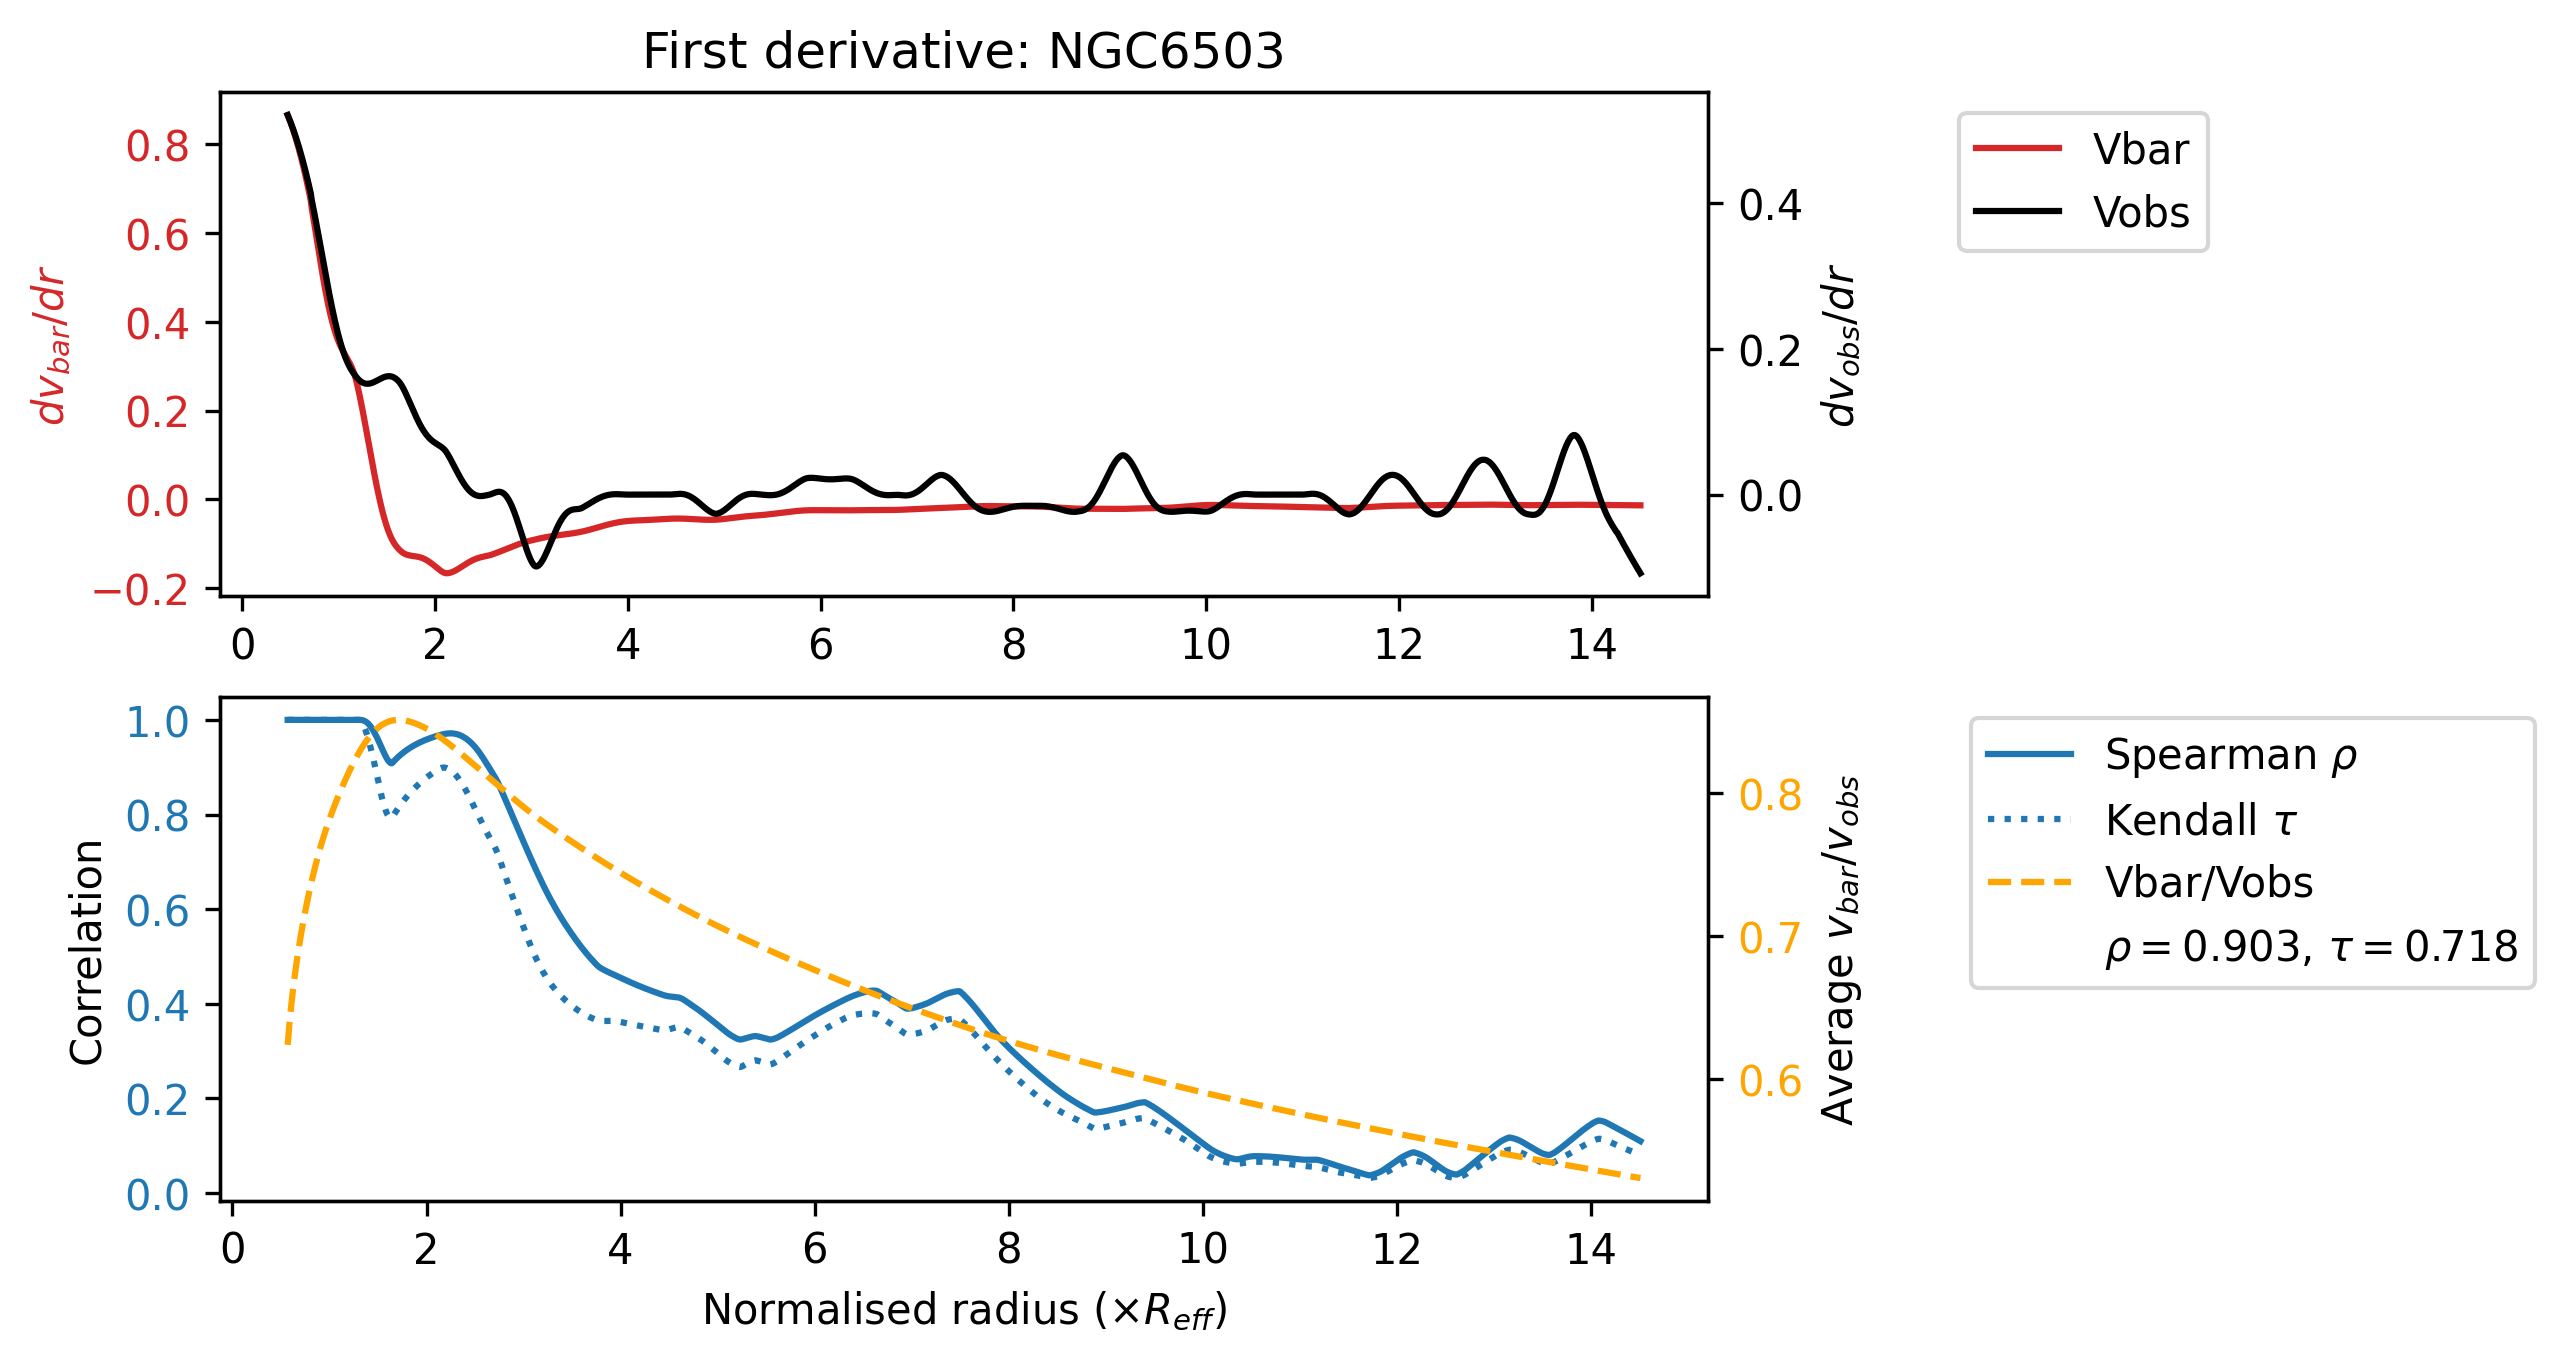 First derivative: NGC6503
0.8
0.6
0.4
0.2
0.0
−0.2
dv_bar/dr
0.4
0.2
0.0
dv_obs/dr
0 2 4 6 8 10 12 14
Vbar
Vobs
1.0
0.8
0.6
0.4
0.2
0.0
Correlation
0.8
0.7
0.6
Average v_bar/v_obs
0 2 4 6 8 10 12 14
Normalised radius (×R_eff)
Spearman ρ
Kendall τ
Vbar/Vobs
ρ = 0.903, τ = 0.718